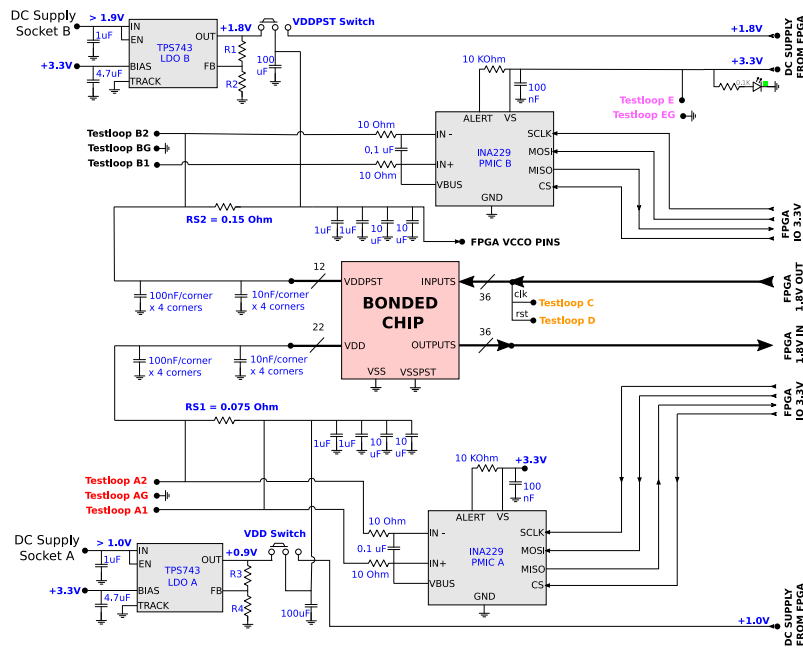 DC Supply
Socket B
> 1.9V
1uF
IN
EN
OUT
TPS743
LDO B
+3.3V
4.7uF
BIAS
TRACK
FB
+1.8V
R1
R2
VDDPST Switch
100
uF
+1.8V
+3.3V
DC SUPPLY
FROM FPGA
10 KOhm
100
nF
0.1K
Testloop E
Testloop EG
ALERT
VS
Testloop B2
Testloop BG
Testloop B1
10 Ohm
0,1 uF
10 Ohm
IN -
IN+
VBUS
INA229
PMIC B
GND
SCLK
MOSI
MISO
CS
FPGA
IO 3.3V
RS2 = 0.15 Ohm
1uF
1uF
10
uF
10
uF
FPGA VCCO PINS
12
100nF/corner
x 4 corners
10nF/corner
x 4 corners
VDDPST
INPUTS
BONDED
CHIP
36
clk
rst
Testloop C
Testloop D
FPGA
1.8V OUT
22
VDD
OUTPUTS
36
FPGA
1.8V IN
100nF/corner
x 4 corners
10nF/corner
x 4 corners
VSS
VSSPST
RS1 = 0.075 Ohm
1uF
1uF
10
uF
10
uF
FPGA
IO 3.3V
Testloop A2
Testloop AG
Testloop A1
10 KOhm
+3.3V
100
nF
ALERT
VS
10 Ohm
0.1 uF
10 Ohm
IN -
IN+
VBUS
INA229
PMIC A
GND
SCLK
MOSI
MISO
CS
DC Supply
Socket A
> 1.0V
1uF
IN
EN
OUT
TPS743
LDO A
+3.3V
4.7uF
BIAS
TRACK
FB
+0.9V
R3
R4
VDD Switch
100uF
+1.0V
DC SUPPLY
FROM FPGA